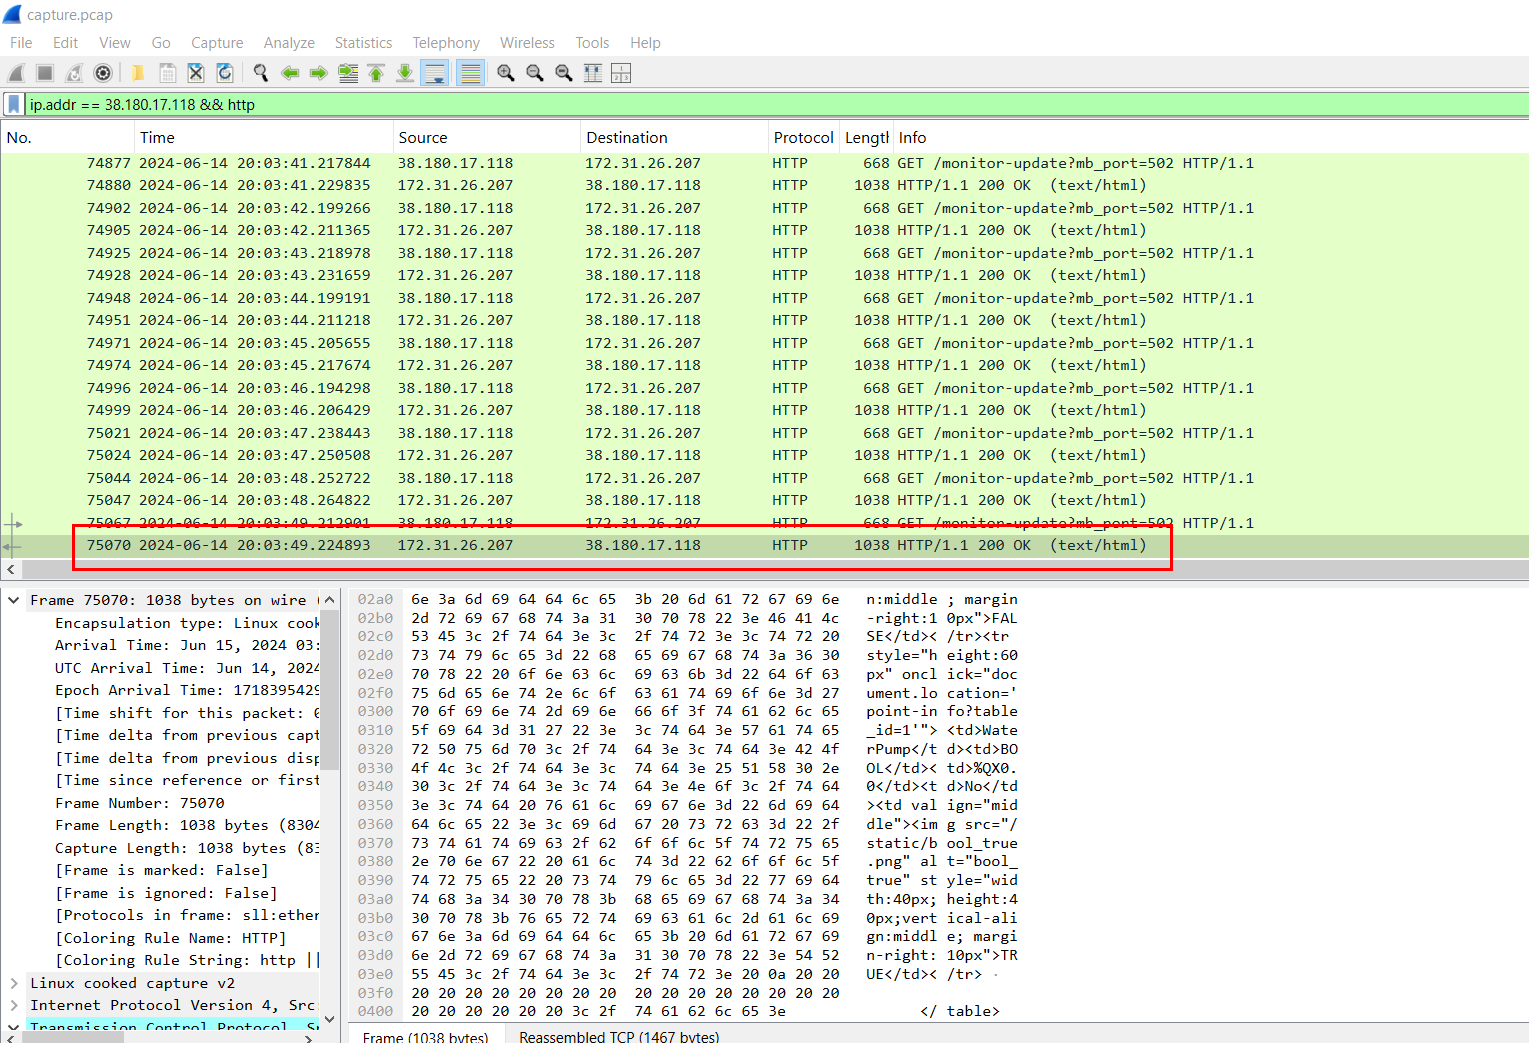 capture.pcap
File Edit View Go Capture Analyze Statistics Telephony Wireless Tools Help
ip.addr == 38.180.17.118 && http
No. Time Source Destination Protocol Length Info
74877 2024-06-14 20:03:41.217844 38.180.17.118 172.31.26.207 HTTP 668 GET /monitor-update?mb_port=502 HTTP/1.1
74880 2024-06-14 20:03:41.229835 172.31.26.207 38.180.17.118 HTTP 1038 HTTP/1.1 200 OK (text/html)
74902 2024-06-14 20:03:42.199266 38.180.17.118 172.31.26.207 HTTP 668 GET /monitor-update?mb_port=502 HTTP/1.1
74905 2024-06-14 20:03:42.211365 172.31.26.207 38.180.17.118 HTTP 1038 HTTP/1.1 200 OK (text/html)
74925 2024-06-14 20:03:43.218978 38.180.17.118 172.31.26.207 HTTP 668 GET /monitor-update?mb_port=502 HTTP/1.1
74928 2024-06-14 20:03:43.231659 172.31.26.207 38.180.17.118 HTTP 1038 HTTP/1.1 200 OK (text/html)
74948 2024-06-14 20:03:44.199191 38.180.17.118 172.31.26.207 HTTP 668 GET /monitor-update?mb_port=502 HTTP/1.1
74951 2024-06-14 20:03:44.211218 172.31.26.207 38.180.17.118 HTTP 1038 HTTP/1.1 200 OK (text/html)
74971 2024-06-14 20:03:45.205655 38.180.17.118 172.31.26.207 HTTP 668 GET /monitor-update?mb_port=502 HTTP/1.1
74974 2024-06-14 20:03:45.217674 172.31.26.207 38.180.17.118 HTTP 1038 HTTP/1.1 200 OK (text/html)
74996 2024-06-14 20:03:46.194298 38.180.17.118 172.31.26.207 HTTP 668 GET /monitor-update?mb_port=502 HTTP/1.1
74999 2024-06-14 20:03:46.206429 172.31.26.207 38.180.17.118 HTTP 1038 HTTP/1.1 200 OK (text/html)
75021 2024-06-14 20:03:47.238443 38.180.17.118 172.31.26.207 HTTP 668 GET /monitor-update?mb_port=502 HTTP/1.1
75024 2024-06-14 20:03:47.250508 172.31.26.207 38.180.17.118 HTTP 1038 HTTP/1.1 200 OK (text/html)
75044 2024-06-14 20:03:48.252722 38.180.17.118 172.31.26.207 HTTP 668 GET /monitor-update?mb_port=502 HTTP/1.1
75047 2024-06-14 20:03:48.264822 172.31.26.207 38.180.17.118 HTTP 1038 HTTP/1.1 200 OK (text/html)
75067 2024-06-14 20:03:49.212901 38.180.17.118 172.31.26.207 HTTP 668 GET /monitor-update?mb_port=502 HTTP/1.1
75070 2024-06-14 20:03:49.224893 172.31.26.207 38.180.17.118 HTTP 1038 HTTP/1.1 200 OK (text/html)
Frame 75070: 1038 bytes on wire (
Encapsulation type: Linux cook
Arrival Time: Jun 15, 2024 03:
UTC Arrival Time: Jun 14, 2024
Epoch Arrival Time: 1718395429
[Time shift for this packet: 0
[Time delta from previous capt
[Time delta from previous disp
[Time since reference or first
Frame Number: 75070
Frame Length: 1038 bytes (8304
Capture Length: 1038 bytes (83
[Frame is marked: False]
[Frame is ignored: False]
[Protocols in frame: sll:ether
[Coloring Rule Name: HTTP]
[Coloring Rule String: http ||
Linux cooked capture v2
Internet Protocol Version 4, Src:
Transmission Control Protocol, Sr
02a0 6e 3a 6d 69 64 64 6c 65 3b 20 6d 61 72 67 69 6e n:middle ; margin
02b0 2d 72 69 67 68 74 3a 31 30 70 78 22 3e 46 41 4c -right:1 0px">FAL
02c0 53 45 3c 2f 74 64 3e 3c 2f 74 72 3e 3c 74 72 20 SE</td>< /tr><tr
02d0 73 74 79 6c 65 3d 22 68 65 69 67 68 74 3a 36 30 style="h eight:60
02e0 70 78 22 20 6f 6e 63 6c 69 63 6b 3d 22 64 6f 63 px" oncl ick="doc
02f0 75 6d 65 6e 74 2e 6c 6f 63 61 74 69 6f 6e 3d 27 ument.lo cation='
0300 70 6f 69 6e 74 2d 69 6e 66 6f 3f 74 61 62 6c 65 point-in fo?table
0310 5f 69 64 3d 31 27 22 3e 3c 74 64 3e 57 61 74 65 _id=1'"> <td>Wate
0320 72 50 75 6d 70 3c 2f 74 64 3e 3c 74 64 3e 42 4f rPump</t d><td>BO
0330 4f 4c 3c 2f 74 64 3e 3c 74 64 3e 25 51 58 30 2e OL</td>< td>%QX0.
0340 30 3c 2f 74 64 3e 3c 74 64 3e 4e 6f 3c 2f 74 64 0</td><t d>No</td
0350 3e 3c 74 64 20 76 61 6c 69 67 6e 3d 22 6d 69 64 ><td val ign="mid
0360 64 6c 65 22 3e 3c 69 6d 67 20 73 72 63 3d 22 2f dle"><im g src="/
0370 73 74 61 74 69 63 2f 62 6f 6f 6c 5f 74 72 75 65 static/b ool_true
0380 2e 70 6e 67 22 20 61 6c 74 3d 22 62 6f 6f 6c 5f .png" al t="bool_
0390 74 72 75 65 22 20 73 74 79 6c 65 3d 22 77 69 64 true" st yle="wid
03a0 74 68 3a 34 30 70 78 3b 68 65 69 67 68 74 3a 34 th:40px; height:4
03b0 30 70 78 3b 76 65 72 74 69 63 61 6c 2d 61 6c 69 0px;vert ical-ali
03c0 67 6e 3a 6d 69 64 64 6c 65 3b 20 6d 61 72 67 69 gn:middl e; margi
03d0 6e 2d 72 69 67 68 74 3a 31 30 70 78 22 3e 54 52 n-right: 10px">TR
03e0 55 45 3c 2f 74 64 3e 3c 2f 74 72 3e 20 0a 20 20 UE</td>< /tr> ·
03f0 20 20 20 20 20 20 20 20 20 20 20 20 20 20 20 20
0400 20 20 20 20 20 20 3c 2f 74 61 62 6c 65 3e </ table>
Frame (1038 bytes) Reassembled TCP (1467 bytes)